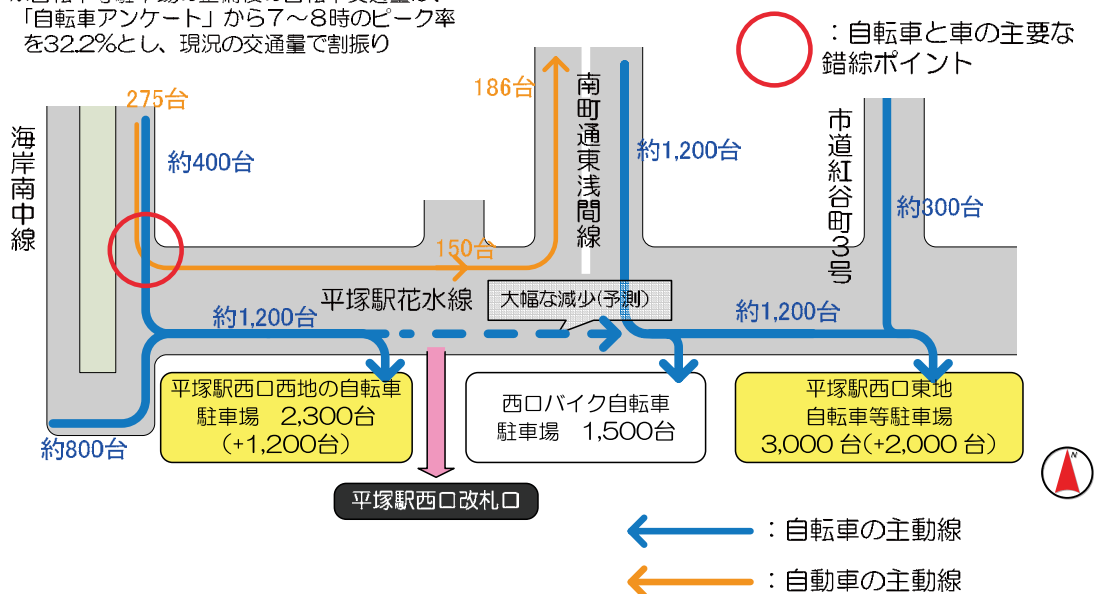 「自転車アンケート」から7～8時のピーク率
を32.2%とし、現況の交通量で割振り
：自転車と車の主要な
錯綜ポイント
275台
186台
海岸南中線
約400台
南町通東浅間線
約1,200台
市道紅谷町3号
約300台
150台
平塚駅花水線
大幅な減少(予測)
約1,200台
約1,200台
平塚駅西口西地の自転車
駐車場　2,300台
(+1,200台)
西口バイク自転車
駐車場　1,500台
平塚駅西口東地
自転車等駐車場
3,000 台(+2,000 台)
約800台
N
平塚駅西口改札口
：自転車の主動線
：自動車の主動線